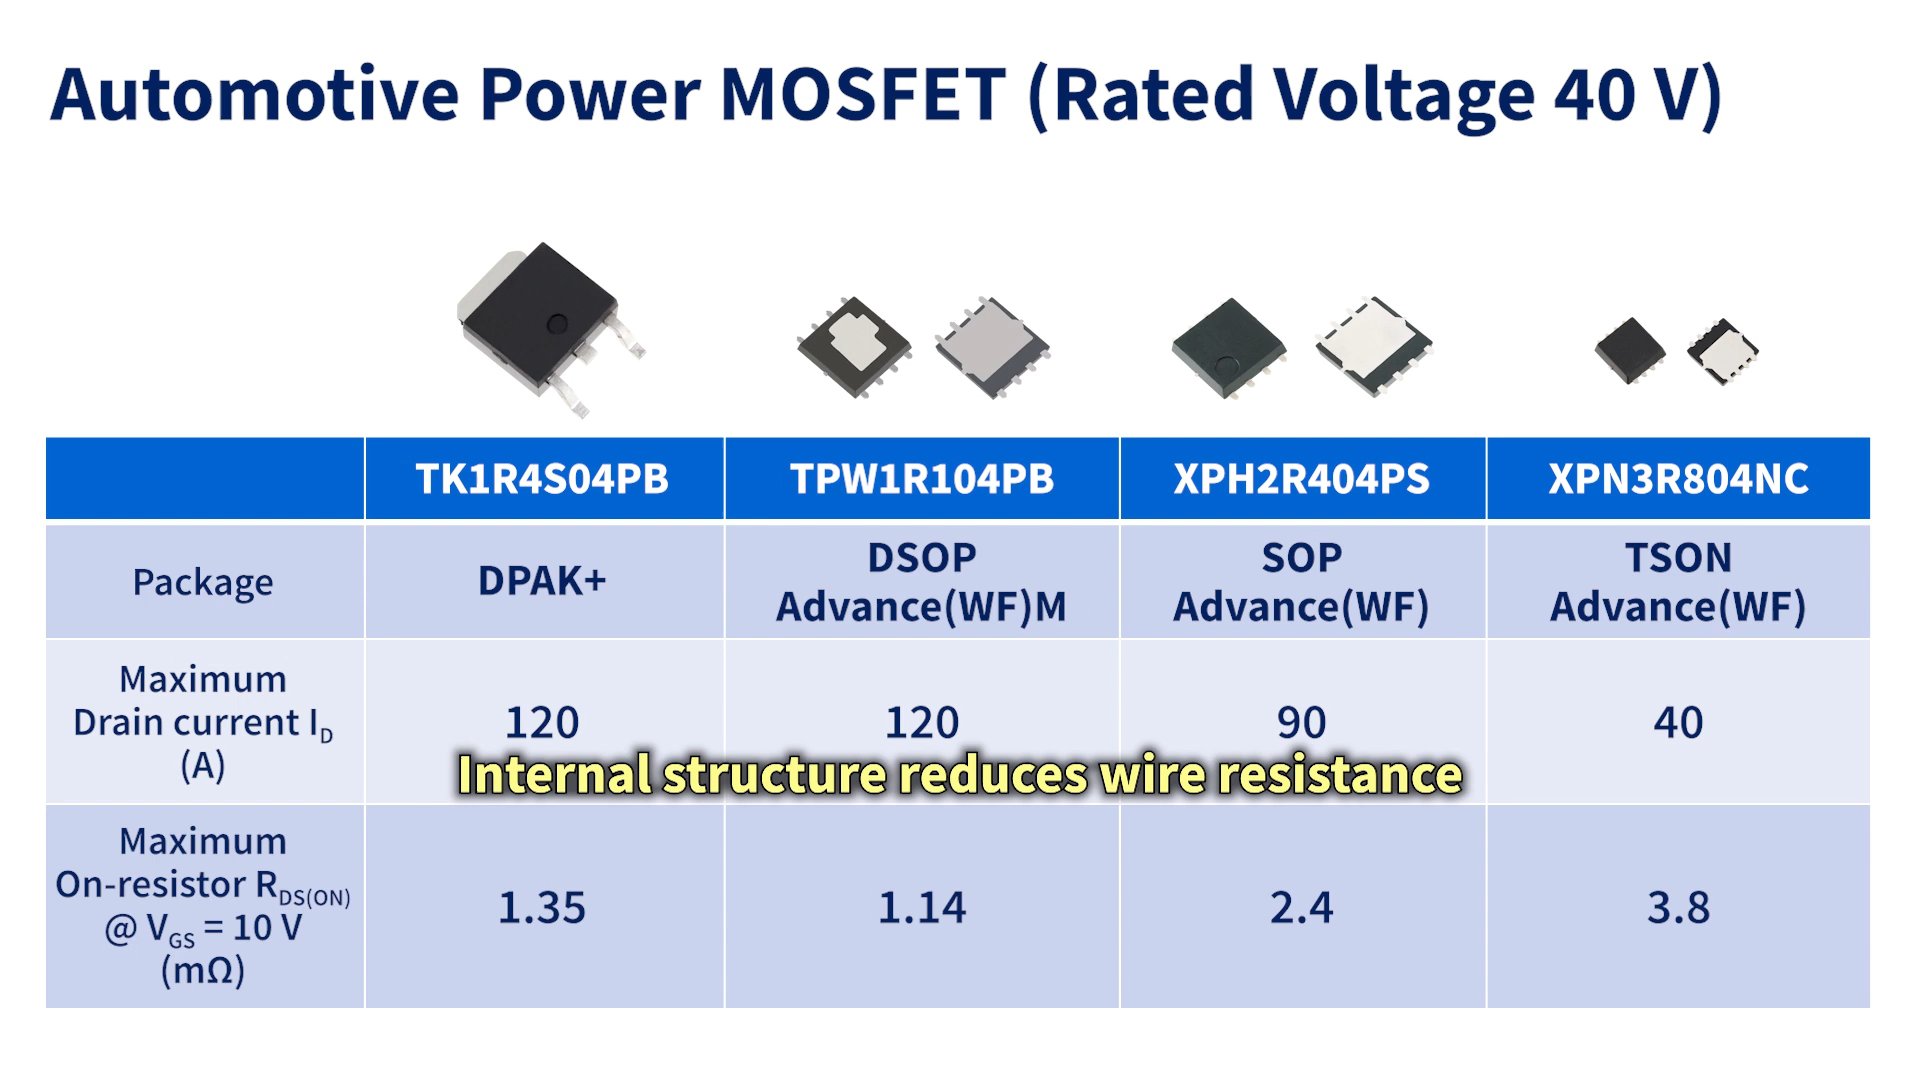 Automotive Power MOSFET (Rated Voltage 40 V)
TK1R4S04PB
TPW1R104PB
XPH2R404PS
XPN3R804NC
Package
DPAK+
DSOP
Advance(WF)M
SOP
Advance(WF)
TSON
Advance(WF)
Maximum
Drain current ID
(A)
120
120
90
40
Internal structure reduces wire resistance
Maximum
On-resistor RDS(ON)
@ VGS = 10 V
(mΩ)
1.35
1.14
2.4
3.8